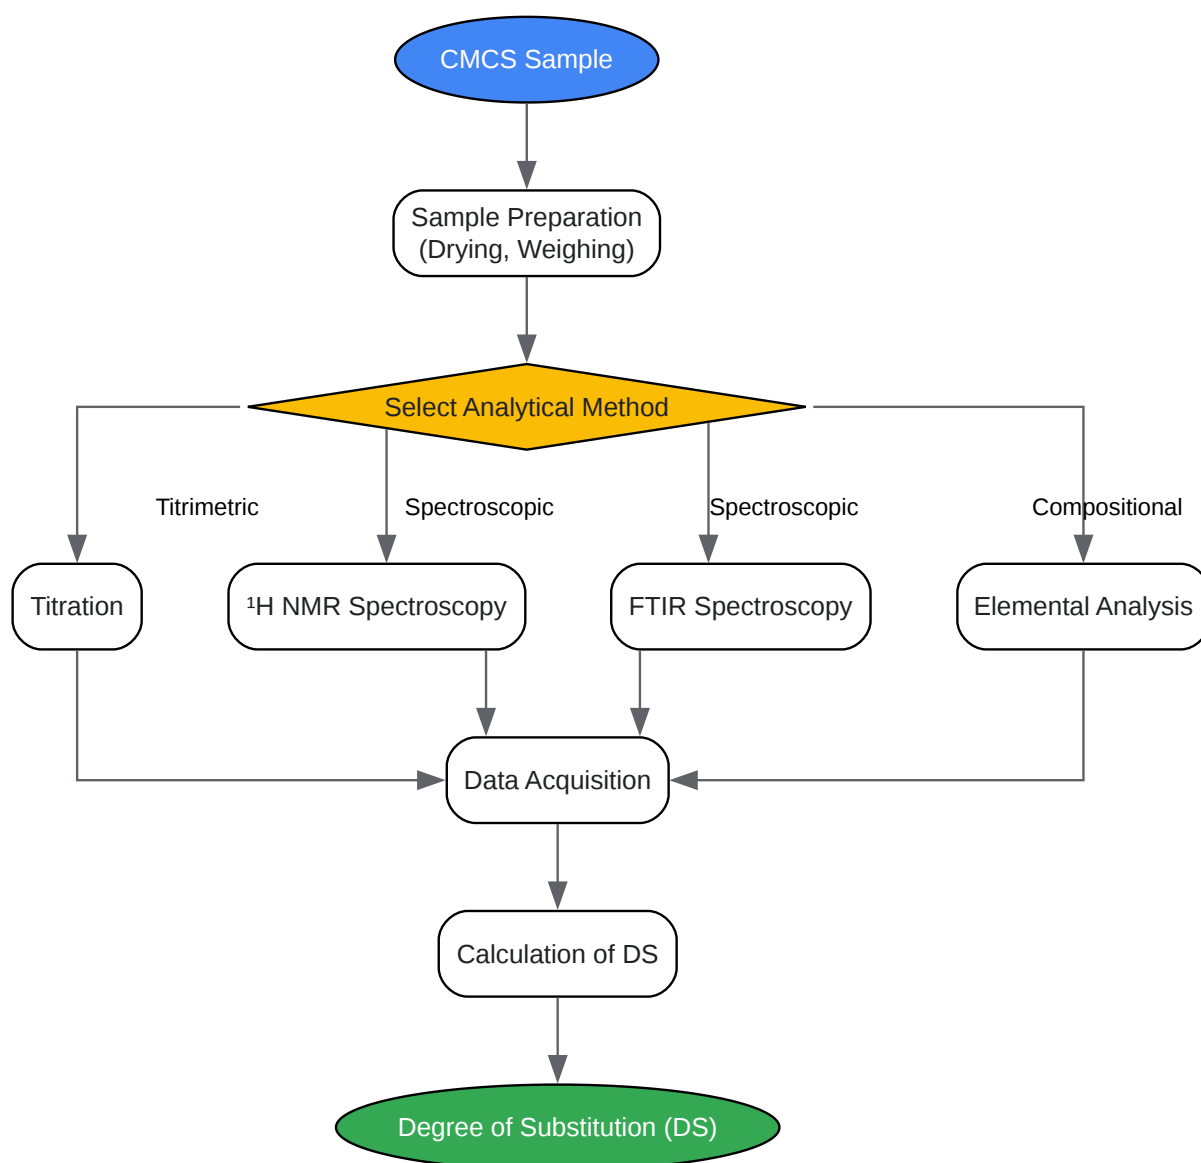 CMCS Sample
Sample Preparation
(Drying, Weighing)
Select Analytical Method
Titrimetric
Spectroscopic
Spectroscopic
Compositional
Titration
¹H NMR Spectroscopy
FTIR Spectroscopy
Elemental Analysis
Data Acquisition
Calculation of DS
Degree of Substitution (DS)